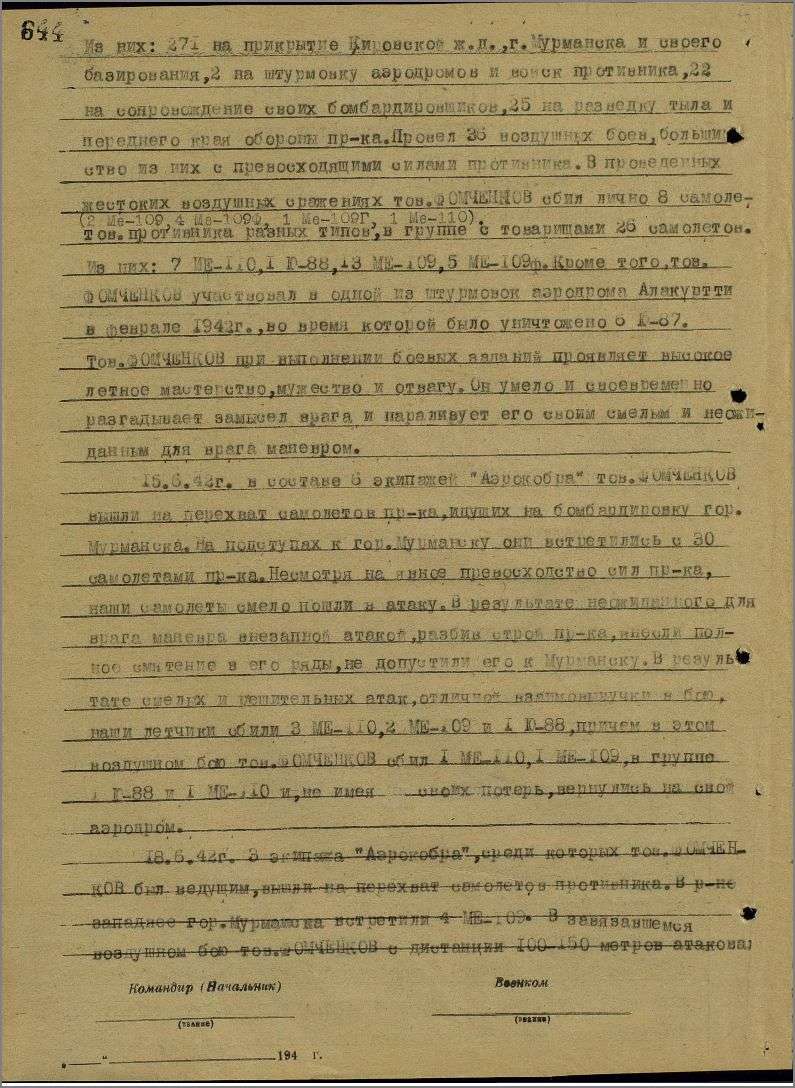 644
Из них: 271 на прикрытие Кировской ж.д.,г.Мурманска и своего
базирования,2 на штурмовку аэродромов и войск противника,22
на сопровождение своих бомбардировщиков,25 на разведку тыла и
переднего края обороны пр-ка.Провел 36 воздушных боев,большин
ство из них с превосходящими силами противника.В проведенных
жестоких воздушных сражениях тов.ФОМЧЕНКОВ сбил лично 8 самоле-
(2 Ме-109,4 Ме-109Ф, 1 Ме-109Г, 1 Ме-110).
тов.противника разных типов,в группе с товарищами 26 самолетов.
Из них: 7 МЕ-110,1 Ю-88,13 МЕ-109,5 МЕ-109ф.Кроме того,тов.
ФОМЧЕНКОВ участвовал в одной из штурмовок аэродрома Алакуртти
в феврале 1942г.,во время которой было уничтожено 6 Ю-87.
Тов.ФОМЧЕНКОВ при выполнении боевых заданий проявляет высокое
летное мастерство,мужество и отвагу.Он умело и своевременно
разгадывает замысел врага и парализует его своим смелым и неожи-
данным для врага маневром.
15.6.42г. в составе 6 экипажей "Аэрокобра" тов.ФОМЧЕНКОВ
вышли на перехват самолетов пр-ка,идущих на бомбардировку гор.
Мурманска.На подступах к гор.Мурманску они встретились с 30
самолетами пр-ка.Несмотря на явное превосходство сил пр-ка,
наши самолеты смело пошли в атаку.В результате неожиданного для
врага маневра внезапной атакой,разбив строй пр-ка,внесли пол-
ное смятение в его ряды,не допустили его к Мурманску.В резуль
тате смелых и решительных атак,отличной взаимовыручки в бою,
наши летчики сбили 3 МЕ-110,2 МЕ-109 и 1 Ю-88,причем в этом
воздушном бою тов.ФОМЧЕНКОВ сбил 1 МЕ-110,1 МЕ-109,в группе
1 Ю-88 и 1 МЕ-110 и,не имея своих потерь,вернулись на свой
аэродром.
18.6.42г. 3 экипажа "Аэрокобра",среди которых тов.ФОМЧЕН-
КОВ был ведущим,вышли на перехват самолетов противника.В р-не
западнее гор.Мурманска встретили 4 МЕ-109. В завязавшемся
воздушном бою тов.ФОМЧЕНКОВ с дистанции 100-150 метров атаковал
Командир (Начальник) Военком
(звание) (звание)
„ “ 194 г.